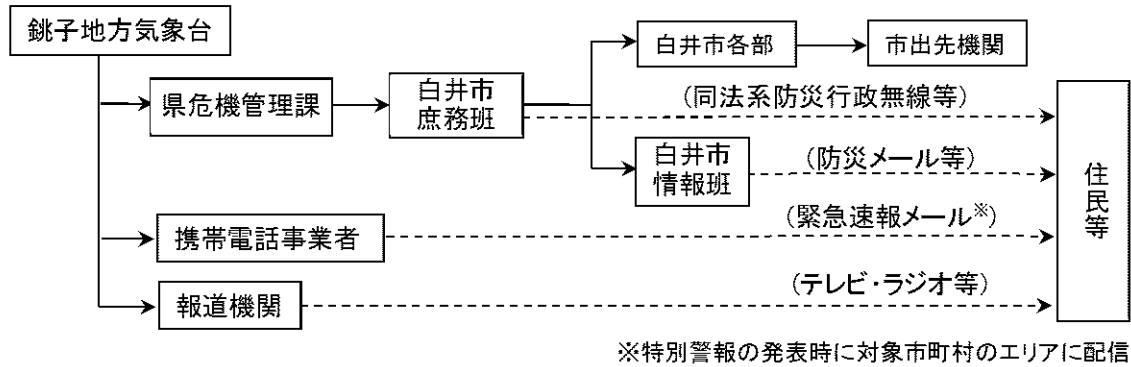 銚子地方気象台
県危機管理課
白井市
庶務班
白井市各部
市出先機関
(同法系防災行政無線等)
白井市
情報班
(防災メール等)
携帯電話事業者
(緊急速報メール※)
報道機関
(テレビ・ラジオ等)
住民等
※特別警報の発表時に対象市町村のエリアに配信